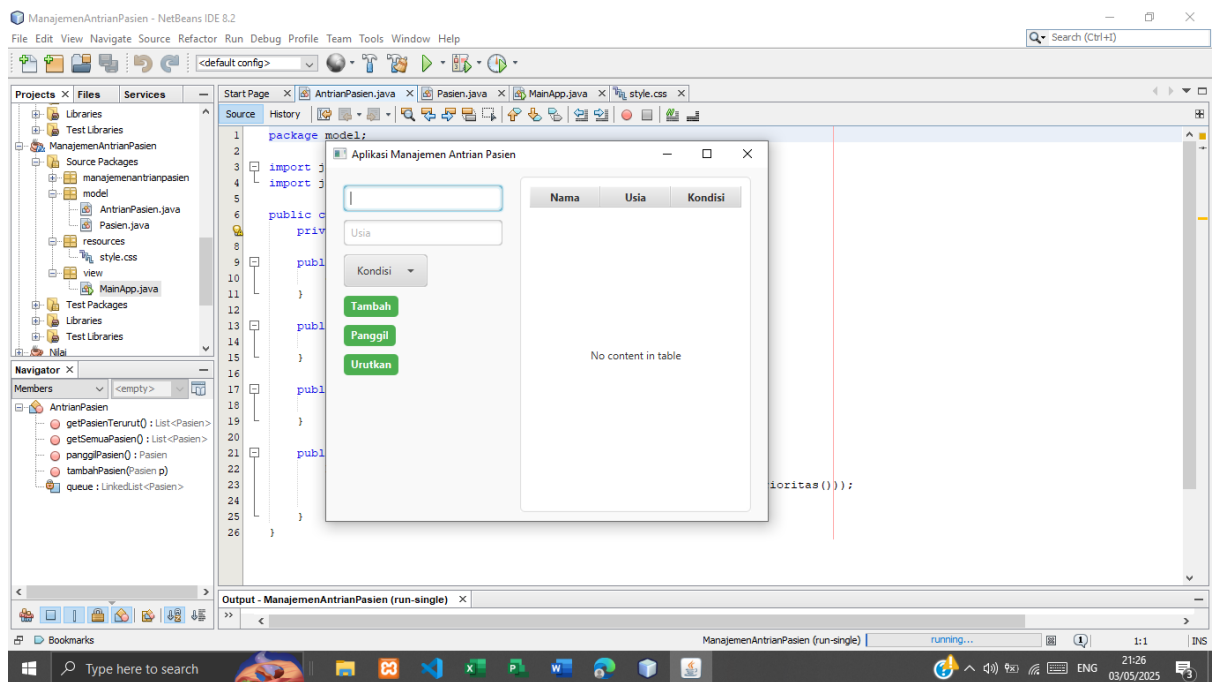 ManajemenAntrianPasien - NetBeans IDE 8.2
File Edit View Navigate Source Refactor Run Debug Profile Team Tools Window Help
Search (Ctrl+I)
<default config>
Projects Files Services
Start Page AntrianPasien.java Pasien.java MainApp.java style.css
Source History
Libraries
Test Libraries
ManajemenAntrianPasien
Source Packages
manajemenantrianpasien
model
AntrianPasien.java
Pasien.java
resources
style.css
view
MainApp.java
Test Packages
Libraries
Test Libraries
Nilai
Navigator
Members <empty>
AntrianPasien
getPasienTerurut() : List<Pasien>
getSemuaPasien() : List<Pasien>
panggilPasien() : Pasien
tambahPasien(Pasien p)
queue : LinkedList<Pasien>
1 package model;
2
3 import j
4 import j
5
6 public c
priv
8
9 publ
10
11 }
12
13 publ
14
15 }
16
17 publ
18
19 }
20
21 publ
22
23 ioritas()));
24
25 }
26 }
Aplikasi Manajemen Antrian Pasien
Usia
Kondisi
Tambah
Panggil
Urutkan
Nama Usia Kondisi
No content in table
Output - ManajemenAntrianPasien (run-single)
>>
Bookmarks
ManajemenAntrianPasien (run-single) running... 1 1:1 INS
Type here to search
ENG 21:26
03/05/2025
3